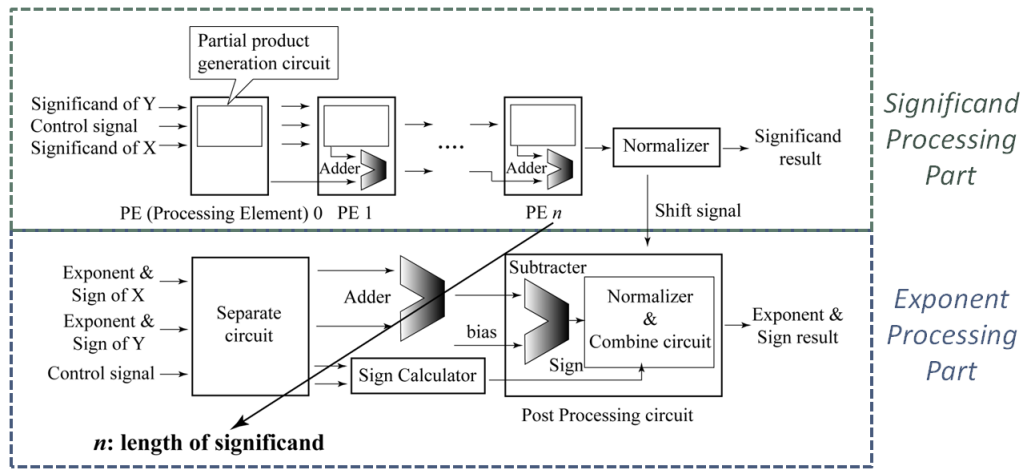 Partial product
generation circuit
Significand of Y
Control signal
Significand of X
Adder
Adder
Normalizer
Significand
result
PE (Processing Element) 0
PE 1
PE n
Shift signal
Significand
Processing
Part
Exponent &
Sign of X
Exponent &
Sign of Y
Control signal
Separate
circuit
Adder
Sign Calculator
bias
Subtracter
Sign
Normalizer
&
Combine circuit
Post Processing circuit
Exponent &
Sign result
n: length of significand
Exponent
Processing
Part